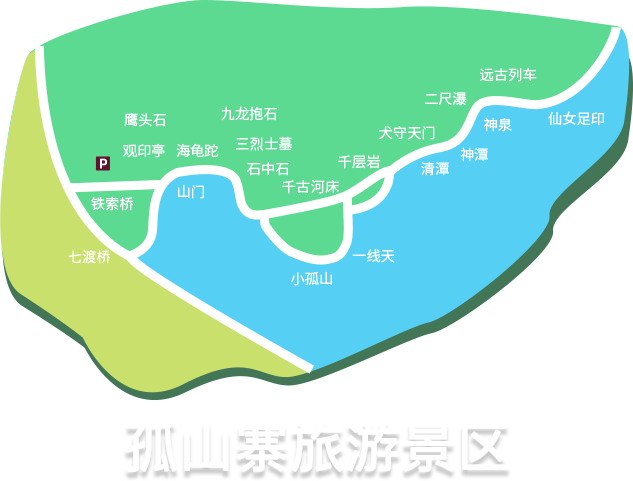 远古列车
二尺瀑
九龙抱石
鹰头石
仙女足印
神泉
犬守天门
三烈士墓
观印亭
海龟跎
神潭
千层岩
P
石中石
清潭
千古河床
山门
铁索桥
七渡桥
一线天
小孤山
孤山寨旅游景区